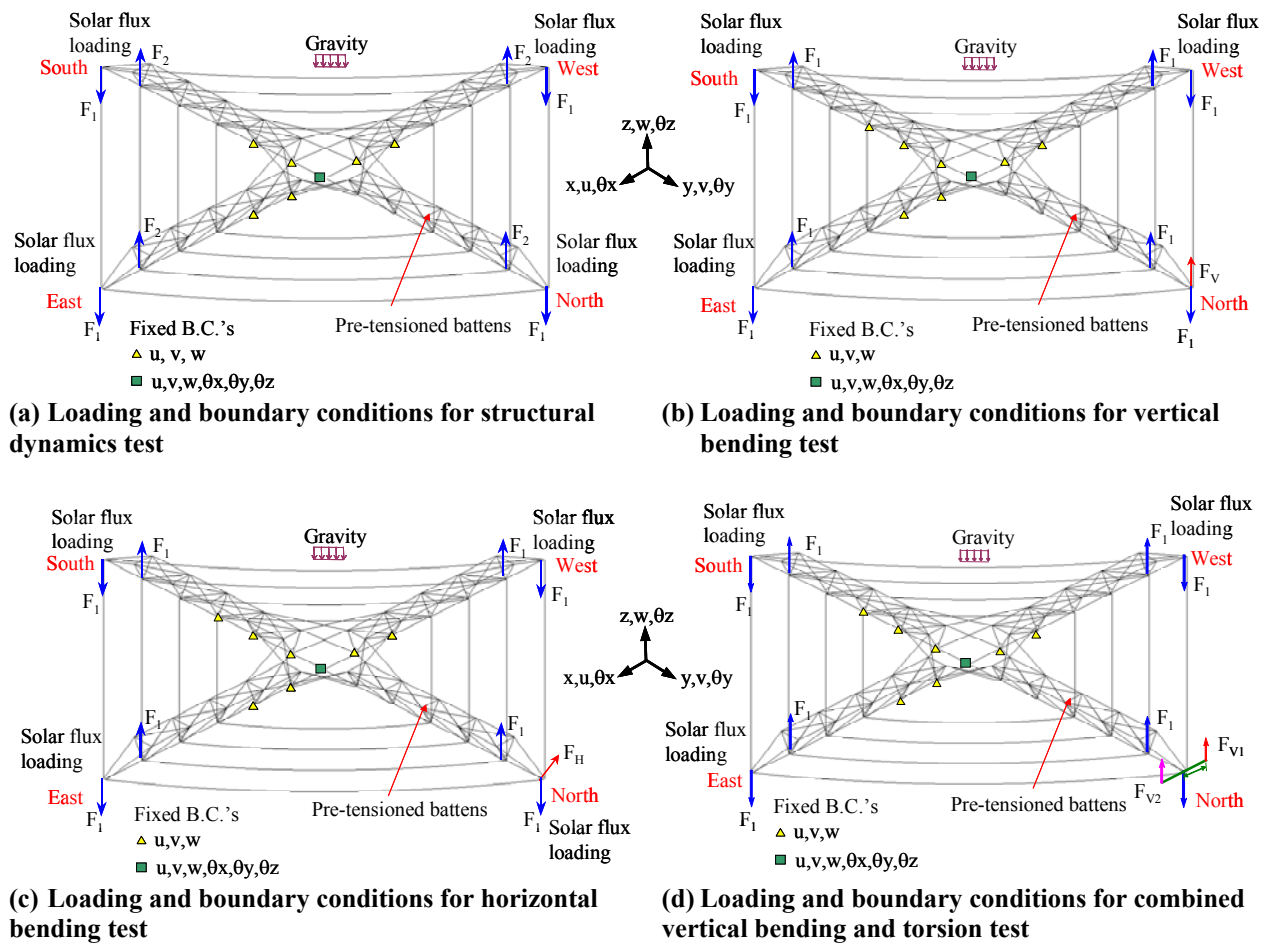 Solar flux
loading
South
F2
F1
Gravity
F2
Solar flux
loading
West
F1
z,w,θz
x,u,θx
y,v,θy
Solar flux
loading
F2
East
F1
F2
Solar flux
loading
North
F1
Pre-tensioned battens
Fixed B.C.'s
u, v, w
u,v,w,θx,θy,θz
(a) Loading and boundary conditions for structural
dynamics test
Solar flux
loading
South
F1
F1
Gravity
F1
Solar flux
loading
West
F1
Solar flux
loading
F1
East
F1
F1
FV
North
F1
Pre-tensioned battens
Fixed B.C.'s
u,v,w
u,v,w,θx,θy,θz
(b) Loading and boundary conditions for vertical
bending test
Solar flux
loading
South
F1
F1
Gravity
F1
Solar flux
loading
West
F1
z,w,θz
x,u,θx
y,v,θy
Solar flux
loading
F1
East
F1
F1
FH
North
F1
Solar flux
loading
Pre-tensioned battens
Fixed B.C.'s
u,v,w
u,v,w,θx,θy,θz
(c) Loading and boundary conditions for horizontal
bending test
Solar flux
loading
South
F1
F1
Gravity
F1
Solar flux
loading
West
F1
Solar flux
loading
F1
East
F1
F1
FV1
FV2
North
Pre-tensioned battens
Fixed B.C.'s
u,v,w
u,v,w,θx,θy,θz
(d) Loading and boundary conditions for combined
vertical bending and torsion test